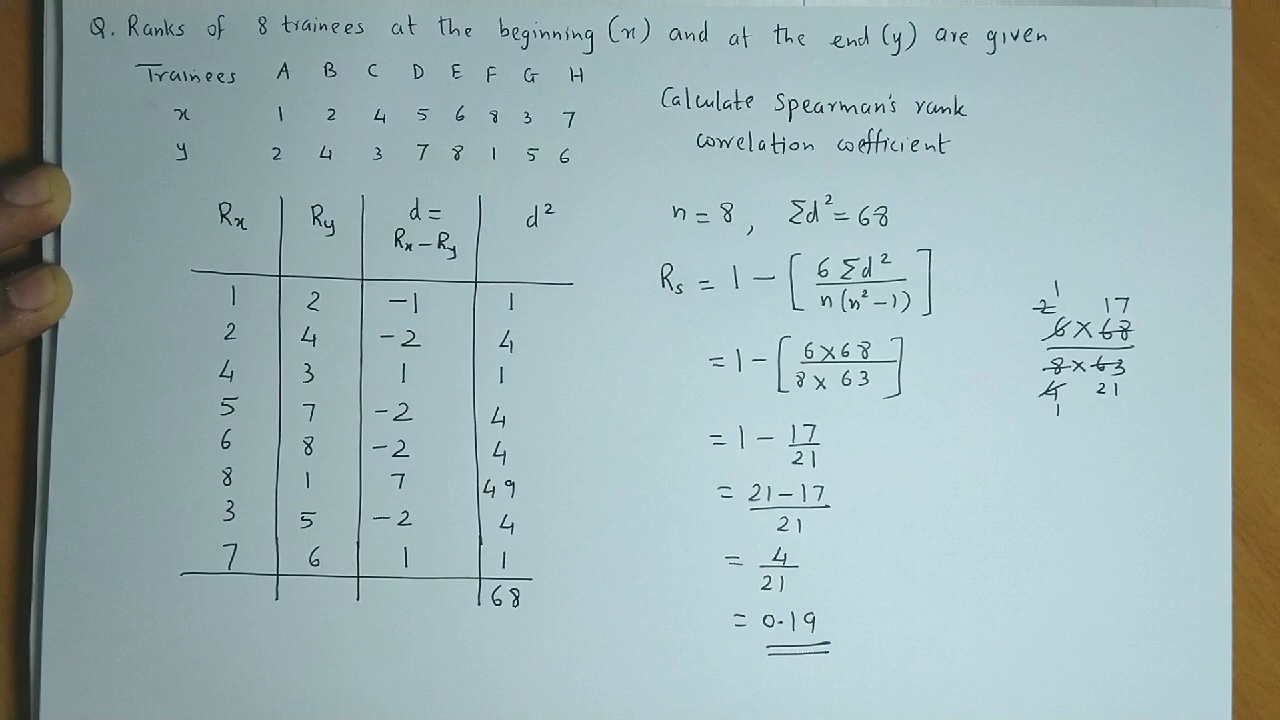 Q. Ranks of 8 trainees at the beginning (x) and at the end (y) are given
Trainees A B C D E F G H
x 1 2 4 5 6 8 3 7
y 2 4 3 7 8 1 5 6
Calculate Spearman's rank
correlation coefficient
Rx Ry d = Rx - Ry d²
1 2 -1 1
2 4 -2 4
4 3 1 1
5 7 -2 4
6 8 -2 4
8 1 7 49
3 5 -2 4
7 6 1 1
68
n = 8, Σd² = 68
Rs = 1 - [6 Σd² / n(n² - 1)]
= 1 - [6 × 68 / 8 × 63]
= 1 - 17/21
= 21 - 17 / 21
= 4/21
= 0.19
1
2 17
6 × 68
8 × 63
4 21
1